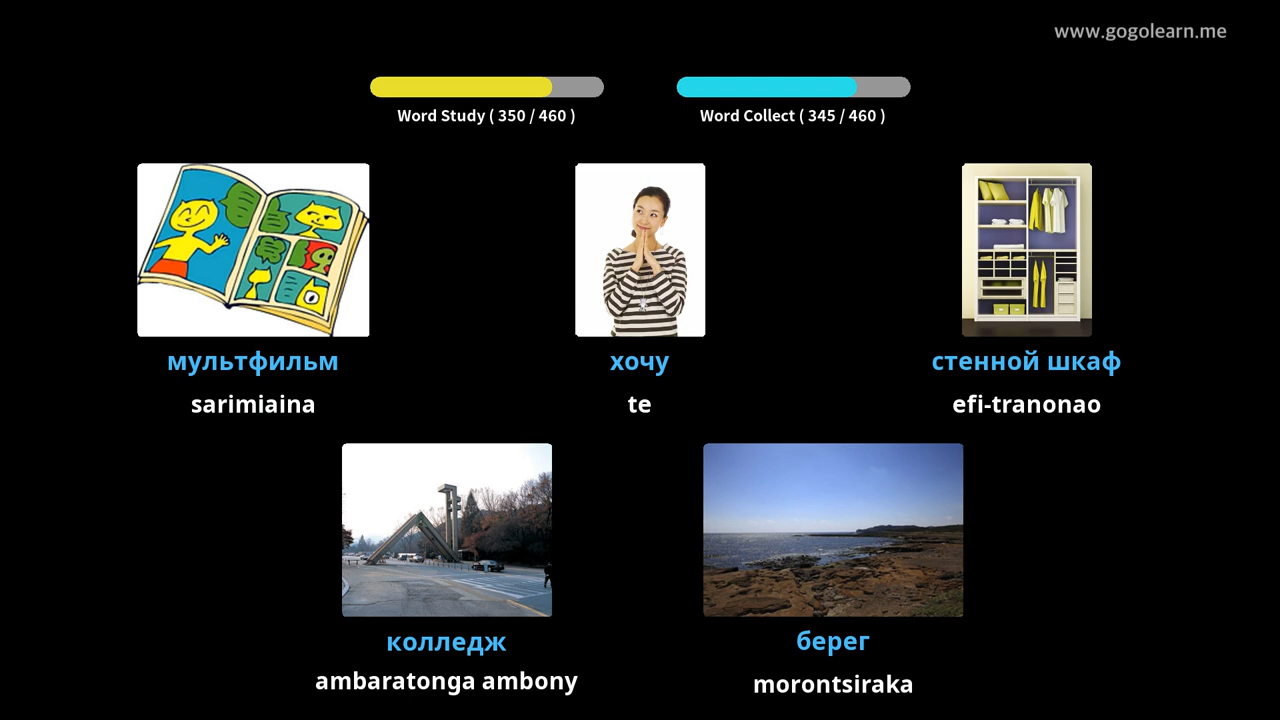 www.gogolearn.me
Word Study ( 350 / 460 )
Word Collect ( 345 / 460 )
мультфильм
хочу
стенной шкаф
sarimiaina
te
efi-tranonao
колледж
берег
ambaratonga ambony
morontsiraka